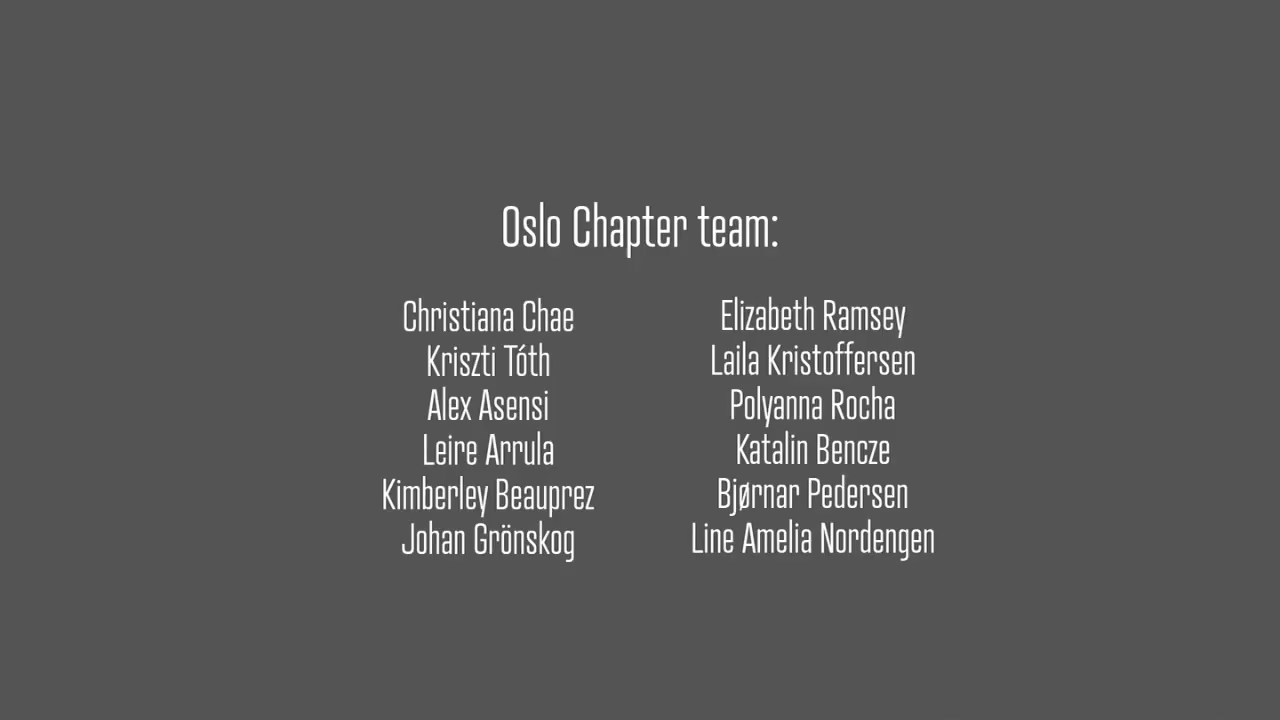 Oslo Chapter team:
Christiana Chae
Kriszti Tóth
Alex Asensi
Leire Arrula
Kimberley Beauprez
Johan Grönskog
Elizabeth Ramsey
Laila Kristoffersen
Polyanna Rocha
Katalin Bencze
Bjørnar Pedersen
Line Amelia Nordengen